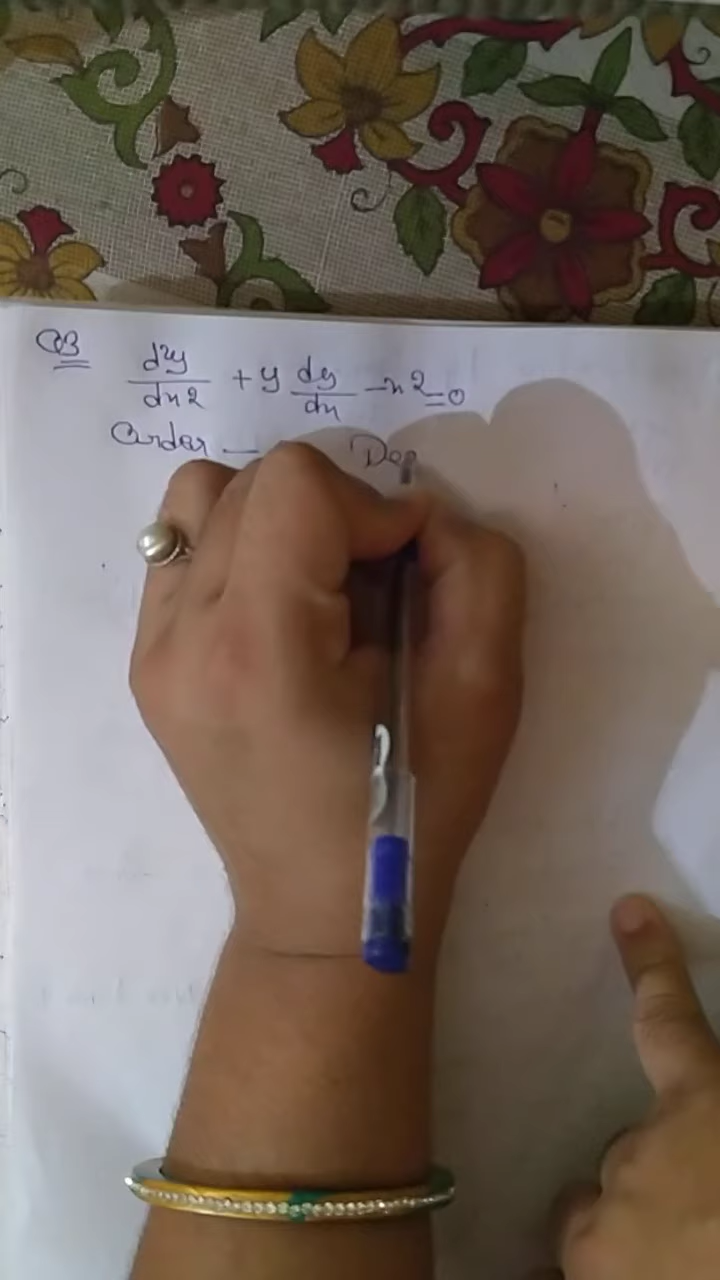 Q3 d²y/dx² + y dy/dx - x² = 0
Order — Deg